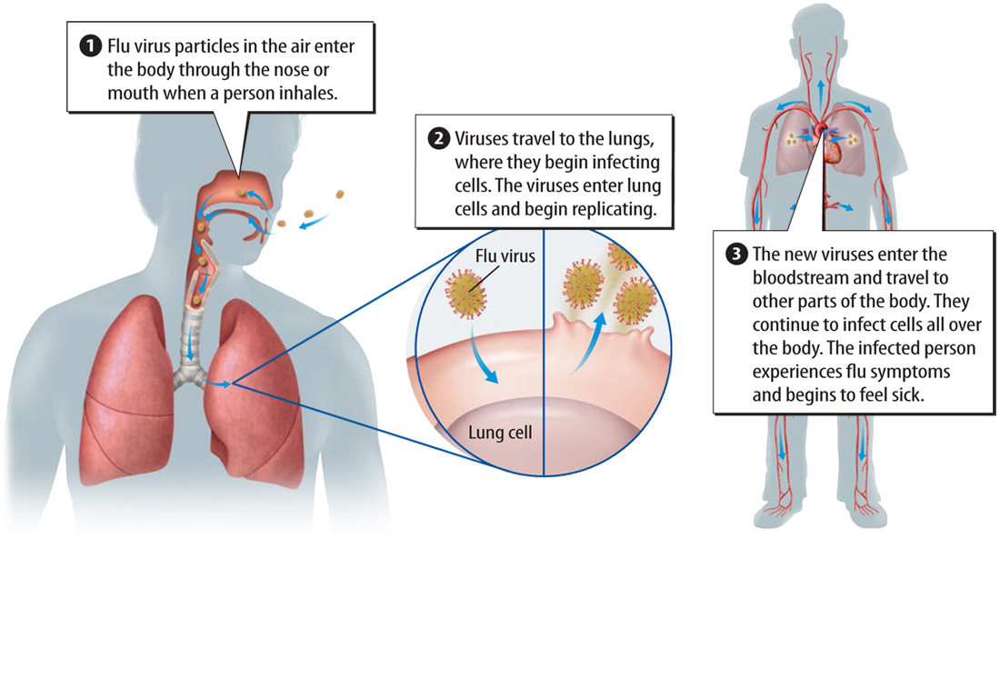 1 Flu virus particles in the air enter
the body through the nose or
mouth when a person inhales.
2 Viruses travel to the lungs,
where they begin infecting
cells. The viruses enter lung
cells and begin replicating.
Flu virus
Lung cell
3 The new viruses enter the
bloodstream and travel to
other parts of the body. They
continue to infect cells all over
the body. The infected person
experiences flu symptoms
and begins to feel sick.